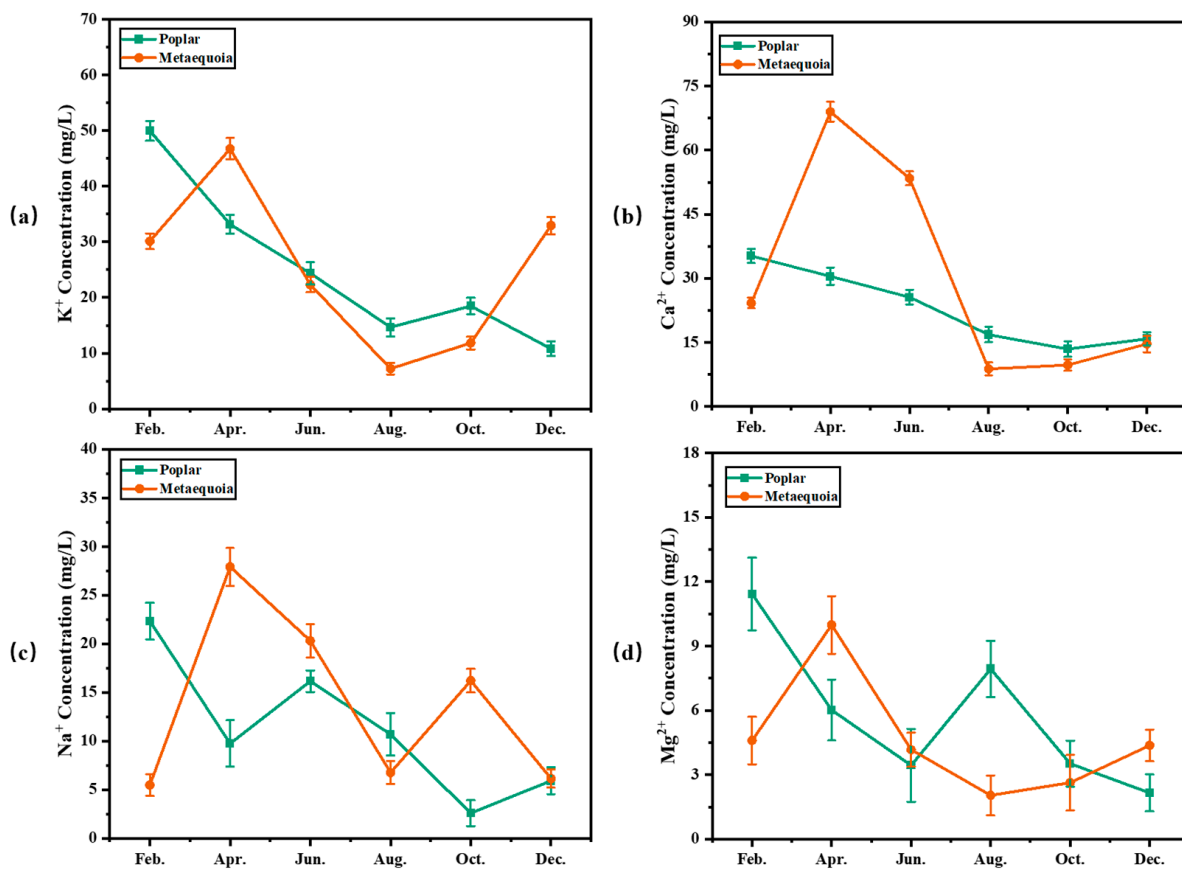 (a)
K⁺ Concentration (mg/L)
70
60
50
40
30
20
10
0
Poplar
Metaequoia
Feb. Apr. Jun. Aug. Oct. Dec.
(b)
Ca²⁺ Concentration (mg/L)
90
75
60
45
30
15
0
Poplar
Metaequoia
Feb. Apr. Jun. Aug. Oct. Dec.
(c)
Na⁺ Concentration (mg/L)
40
35
30
25
20
15
10
5
0
Poplar
Metaequoia
Feb. Apr. Jun. Aug. Oct. Dec.
(d)
Mg²⁺ Concentration (mg/L)
18
15
12
9
6
3
0
Poplar
Metaequoia
Feb. Apr. Jun. Aug. Oct. Dec.